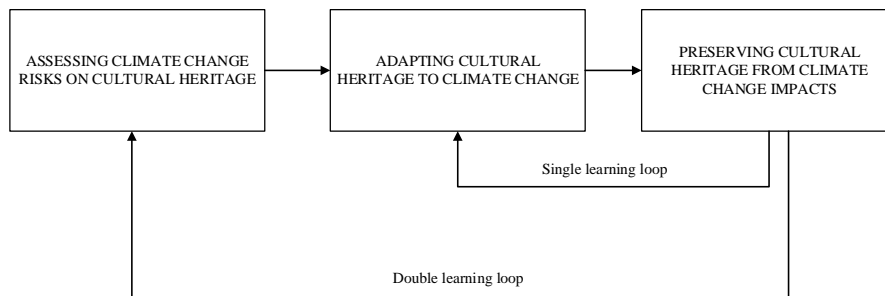 ASSESSING CLIMATE CHANGE
RISKS ON CULTURAL HERITAGE
ADAPTING CULTURAL
HERITAGE TO CLIMATE CHANGE
PRESERVING CULTURAL
HERITAGE FROM CLIMATE
CHANGE IMPACTS
Single learning loop
Double learning loop